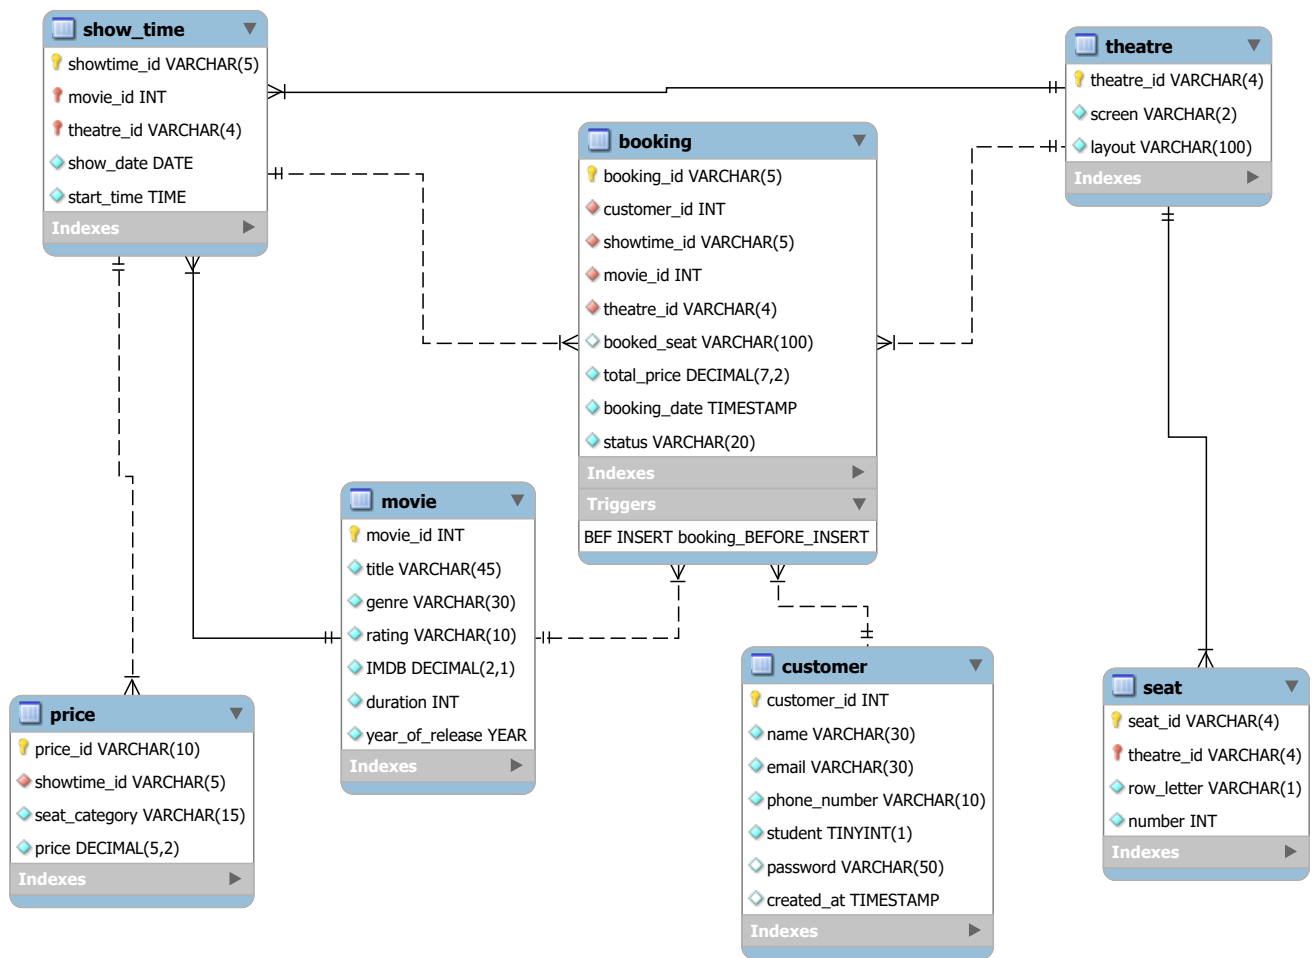 show_time
showtime_id VARCHAR(5)
movie_id INT
theatre_id VARCHAR(4)
show_date DATE
start_time TIME
Indexes
theatre
theatre_id VARCHAR(4)
screen VARCHAR(2)
layout VARCHAR(100)
Indexes
booking
booking_id VARCHAR(5)
customer_id INT
showtime_id VARCHAR(5)
movie_id INT
theatre_id VARCHAR(4)
booked_seat VARCHAR(100)
total_price DECIMAL(7,2)
booking_date TIMESTAMP
status VARCHAR(20)
Indexes
Triggers
BEF INSERT booking_BEFORE_INSERT
movie
movie_id INT
title VARCHAR(45)
genre VARCHAR(30)
rating VARCHAR(10)
IMDB DECIMAL(2,1)
duration INT
year_of_release YEAR
Indexes
price
price_id VARCHAR(10)
showtime_id VARCHAR(5)
seat_category VARCHAR(15)
price DECIMAL(5,2)
Indexes
customer
customer_id INT
name VARCHAR(30)
email VARCHAR(30)
phone_number VARCHAR(10)
student TINYINT(1)
password VARCHAR(50)
created_at TIMESTAMP
Indexes
seat
seat_id VARCHAR(4)
theatre_id VARCHAR(4)
row_letter VARCHAR(1)
number INT
Indexes